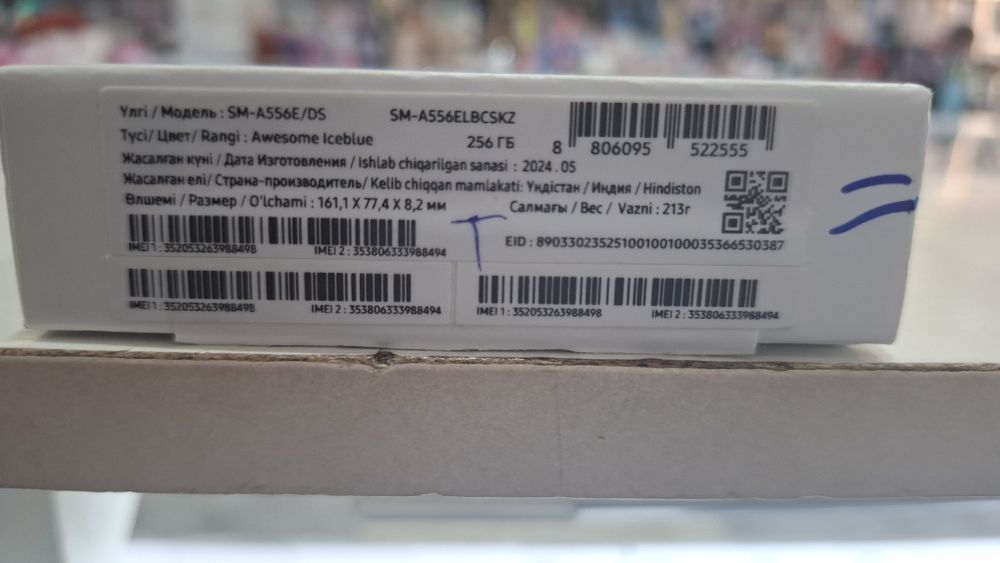 Үлгі / Модель : SM-A556E/DS SM-A556ELBCSKZ
Түсі/ Цвет/ Rangi : Awesome Iceblue 256 ГБ
8 806095 522555
Жасалған күні / Дата Изготовления / Ishlab chiqarilgan sanasi : 2024 . 05
Жасалған елі/ Страна-производитель/ Kelib chiqqan mamlakati: Үндістан / Индия / Hindiston
Өлшемі / Размер / O'lchami : 161,1 X 77,4 X 8,2 мм Салмағы / Вес / Vazni : 213г
EID : 89033023525100100100035366530387
IMEI 1 : 352053263988498 IMEI 2 : 353806333988494
IMEI 1 : 352053263988498 IMEI 2 : 353806333988494
IMEI 1 : 352053263988498 IMEI 2 : 353806333988494